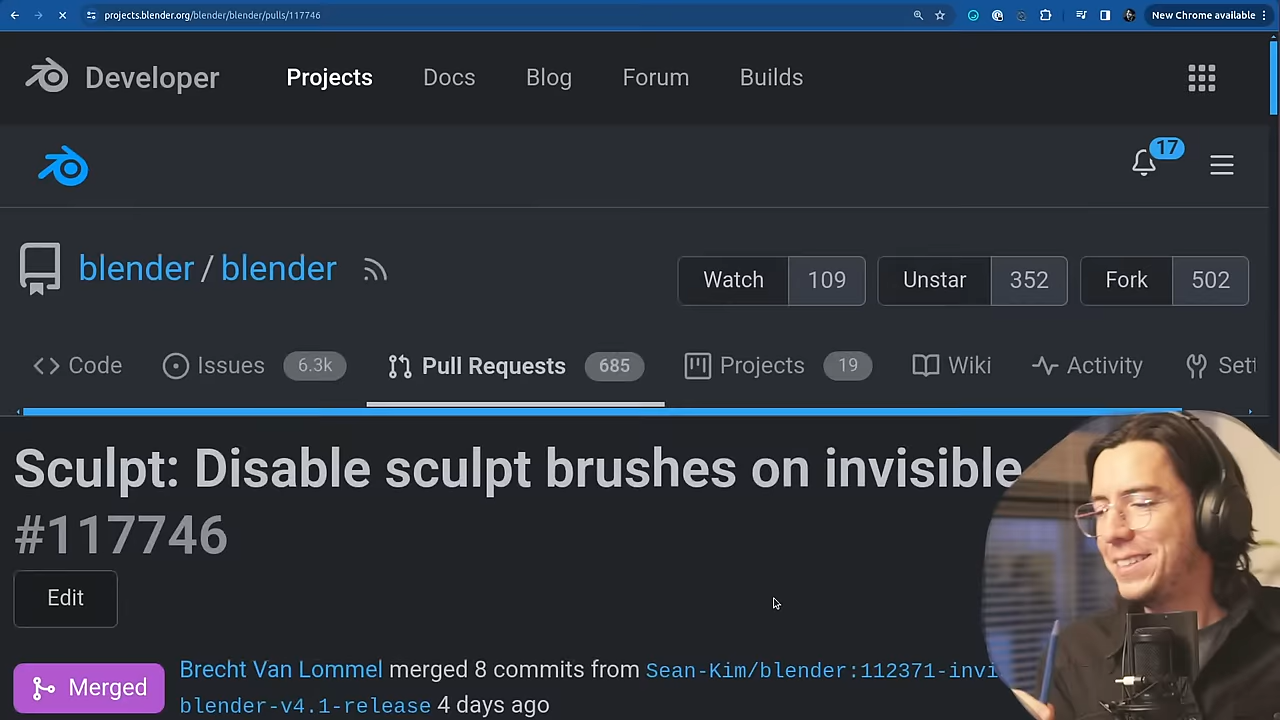 projects.blender.org/blender/blender/pulls/117746
New Chrome available
Developer
Projects
Docs
Blog
Forum
Builds
17
blender / blender
Watch 109
Unstar 352
Fork 502
Code
Issues 6.3k
Pull Requests 685
Projects 19
Wiki
Activity
Sett
Sculpt: Disable sculpt brushes on invisible
#117746
Edit
Merged
Brecht Van Lommel merged 8 commits from Sean-Kim/blender:112371-invi
blender-v4.1-release 4 days ago